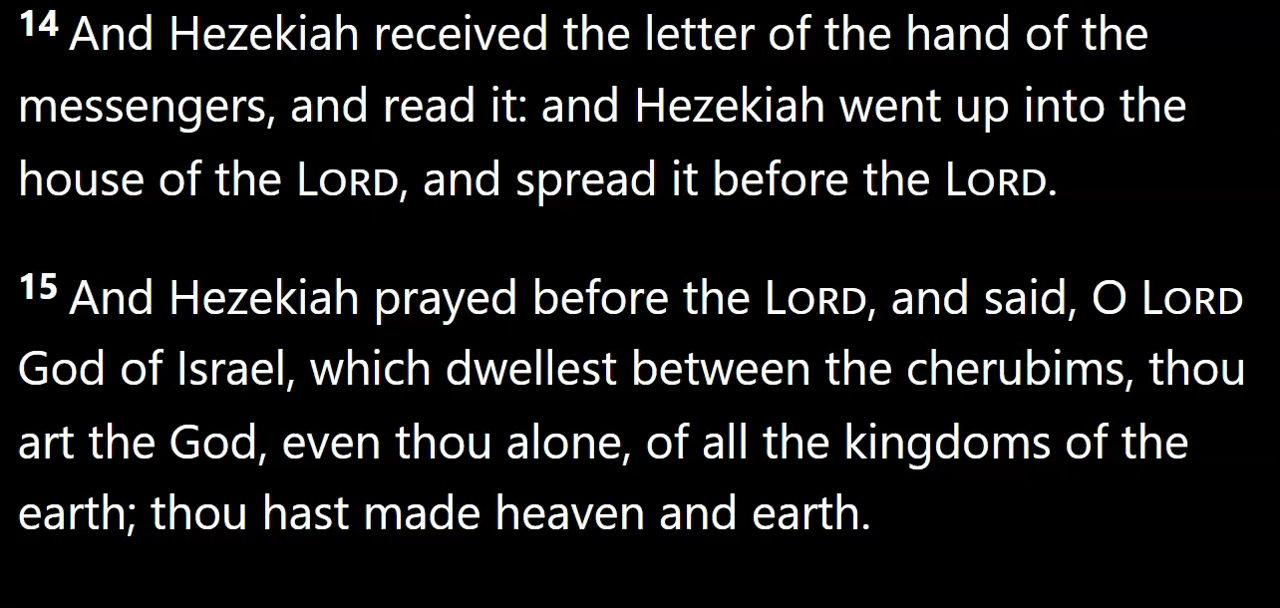 14 And Hezekiah received the letter of the hand of the
messengers, and read it: and Hezekiah went up into the
house of the LORD, and spread it before the LORD.
15 And Hezekiah prayed before the LORD, and said, O LORD
God of Israel, which dwellest between the cherubims, thou
art the God, even thou alone, of all the kingdoms of the
earth; thou hast made heaven and earth.